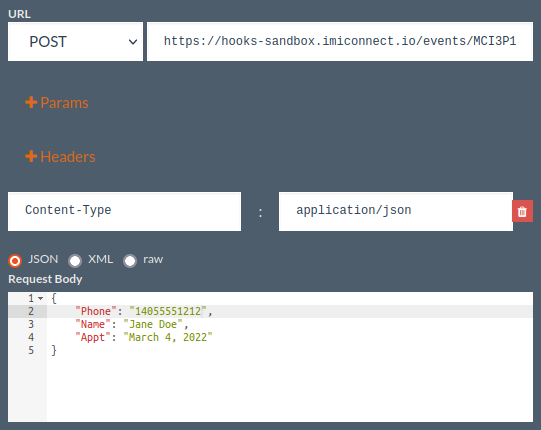 URL
POST https://hooks-sandbox.imiconnect.io/events/MCI3P1
+ Params
+ Headers
Content-Type : application/json
JSON XML raw
Request Body
1 {
2 "Phone": "14055551212",
3 "Name": "Jane Doe",
4 "Appt": "March 4, 2022"
5 }